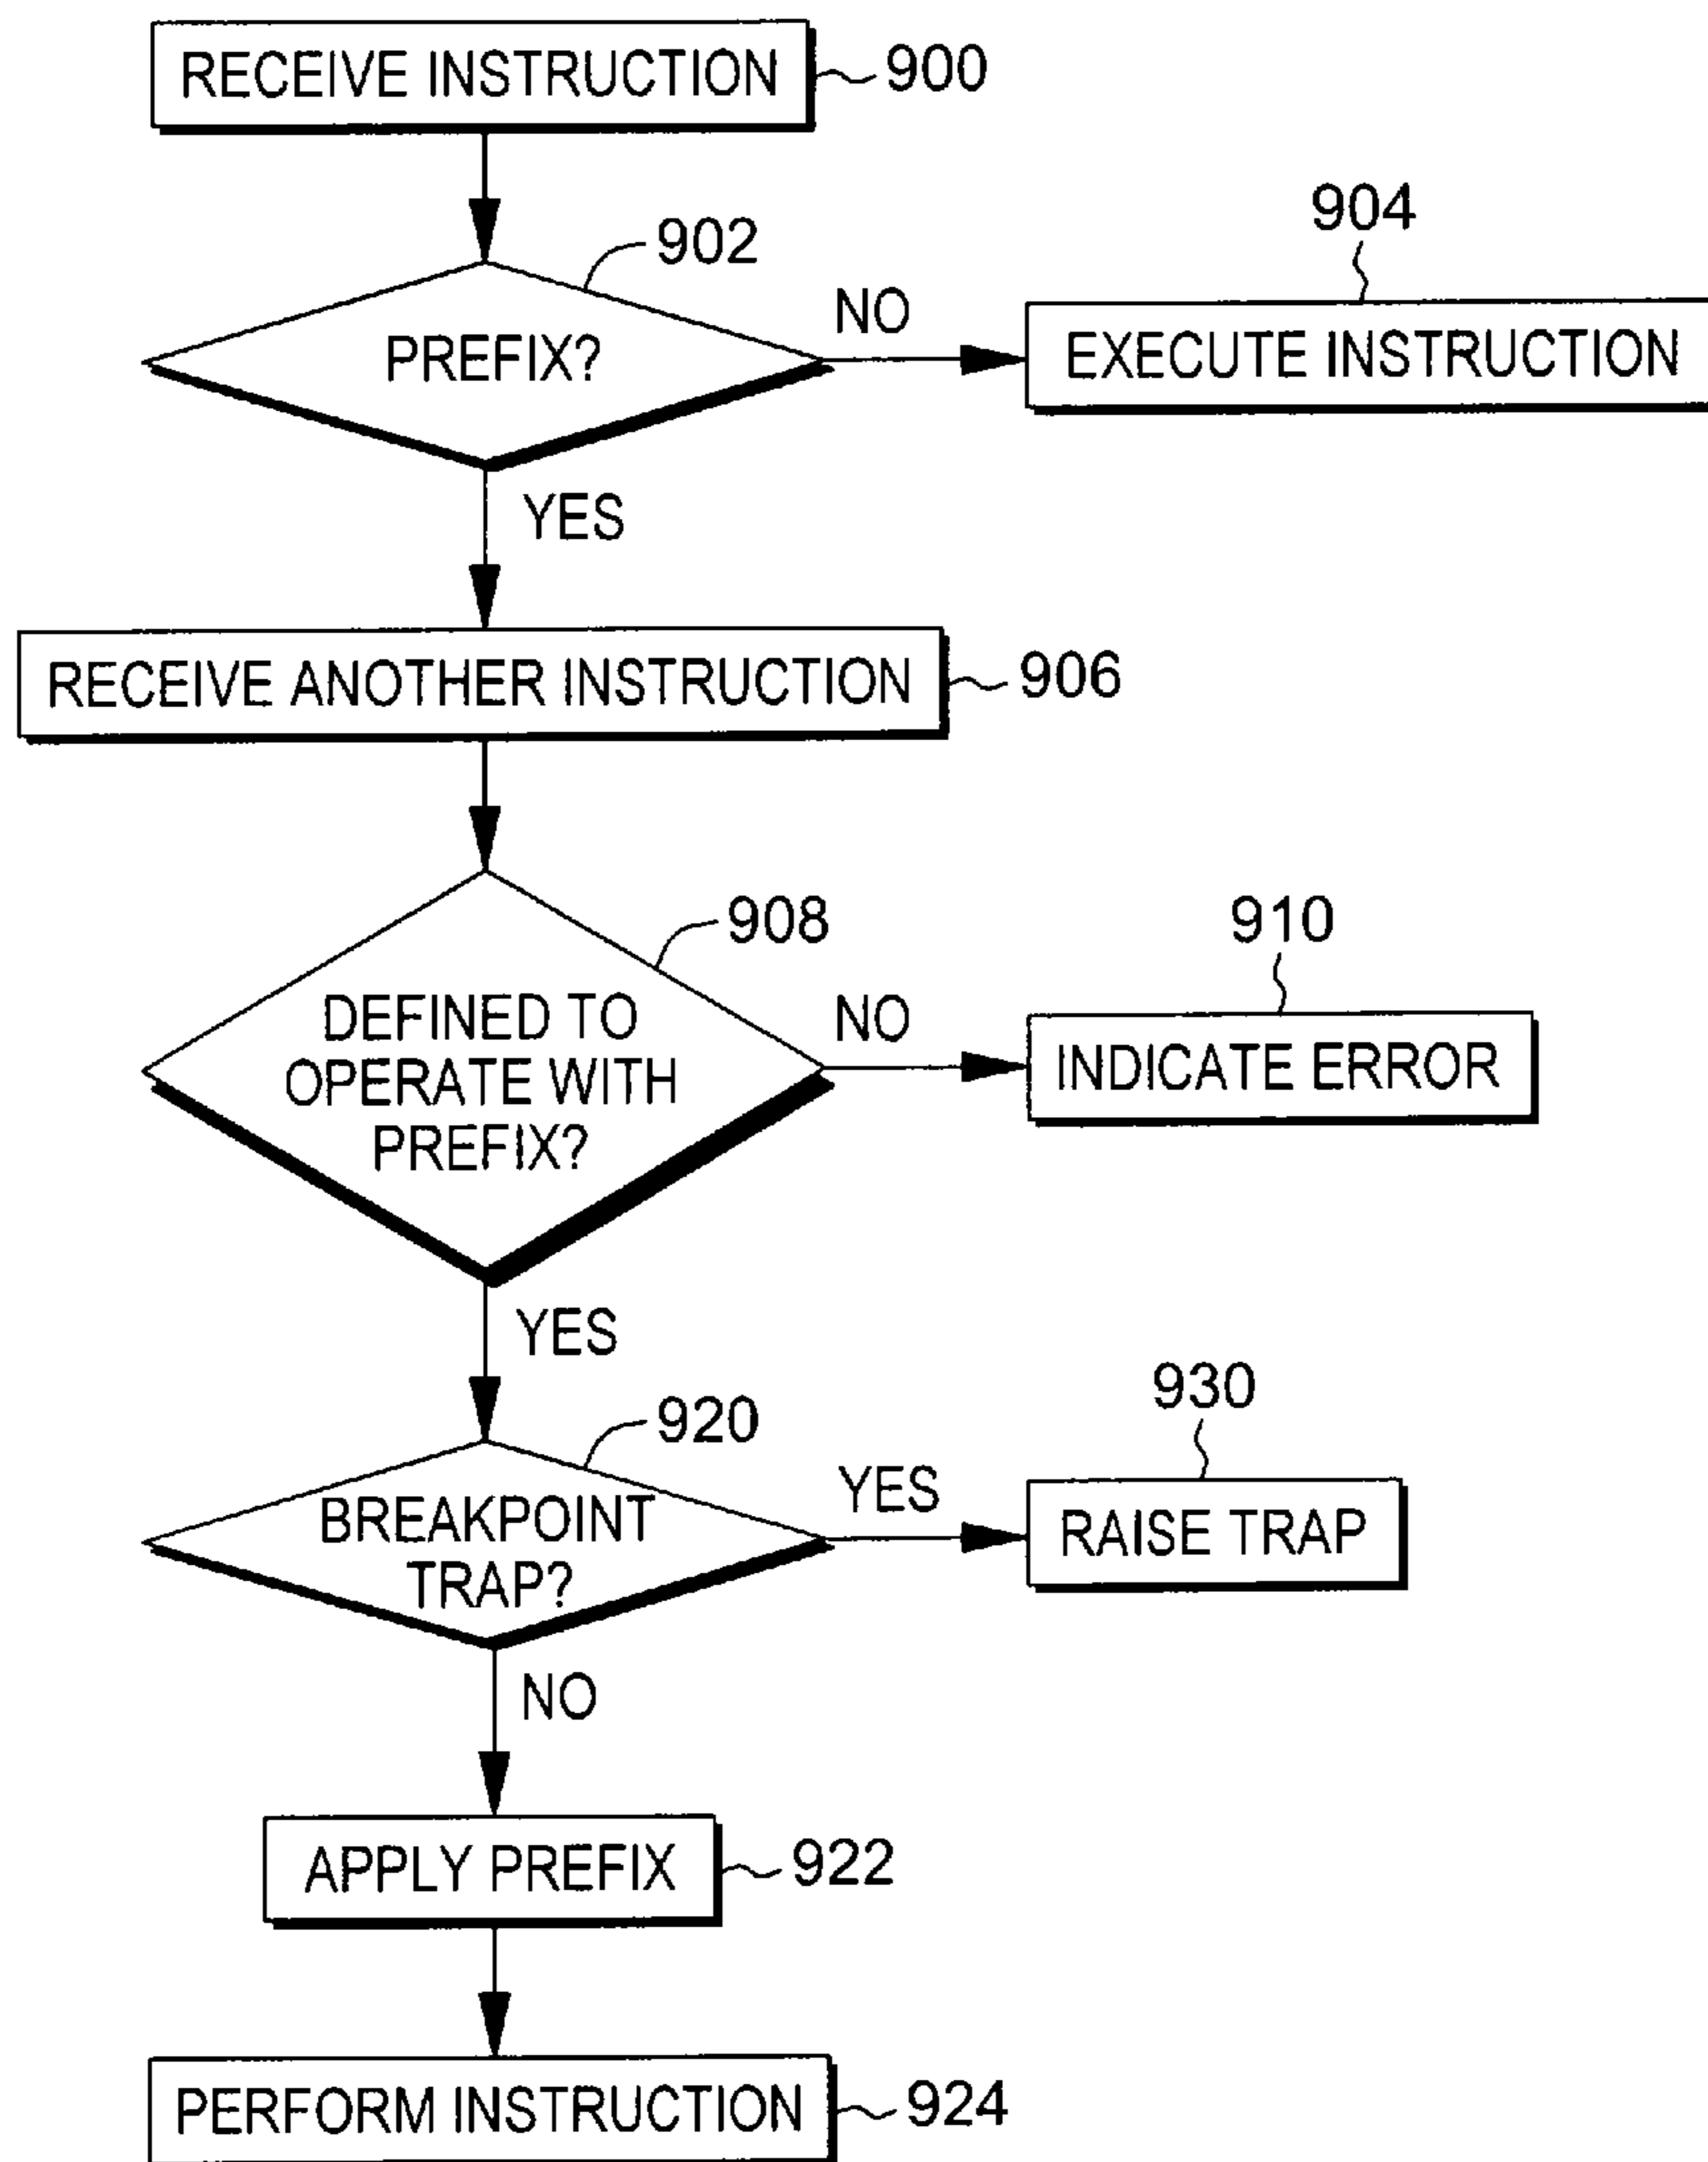 RECEIVE INSTRUCTION
900
902
PREFIX?
NO
904
EXECUTE INSTRUCTION
YES
RECEIVE ANOTHER INSTRUCTION
906
908
DEFINED TO
OPERATE WITH
PREFIX?
NO
910
INDICATE ERROR
YES
920
BREAKPOINT
TRAP?
YES
930
RAISE TRAP
NO
APPLY PREFIX
922
PERFORM INSTRUCTION
924